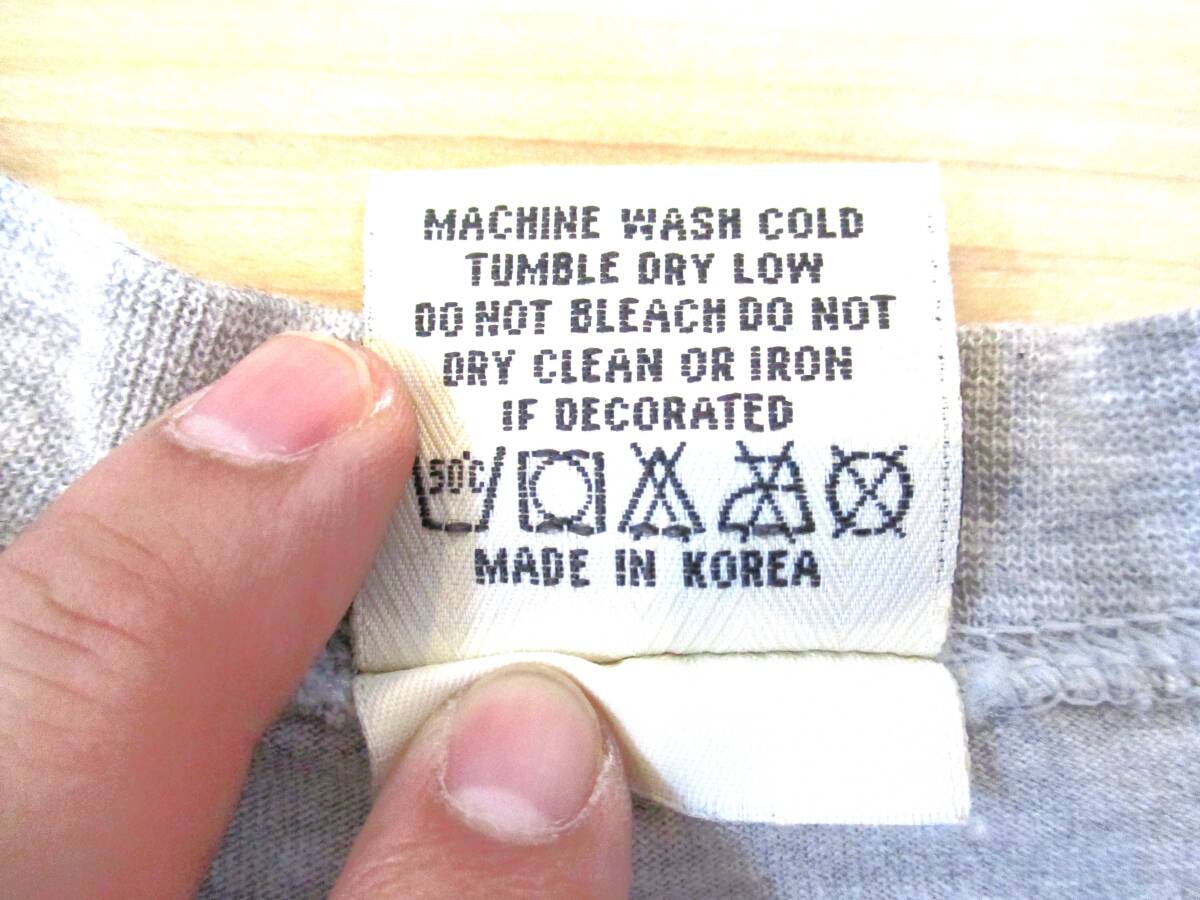 MACHINE WASH COLD
TUMBLE DRY LOW
DO NOT BLEACH DO NOT
DRY CLEAN OR IRON
IF DECORATED
50°C
MADE IN KOREA